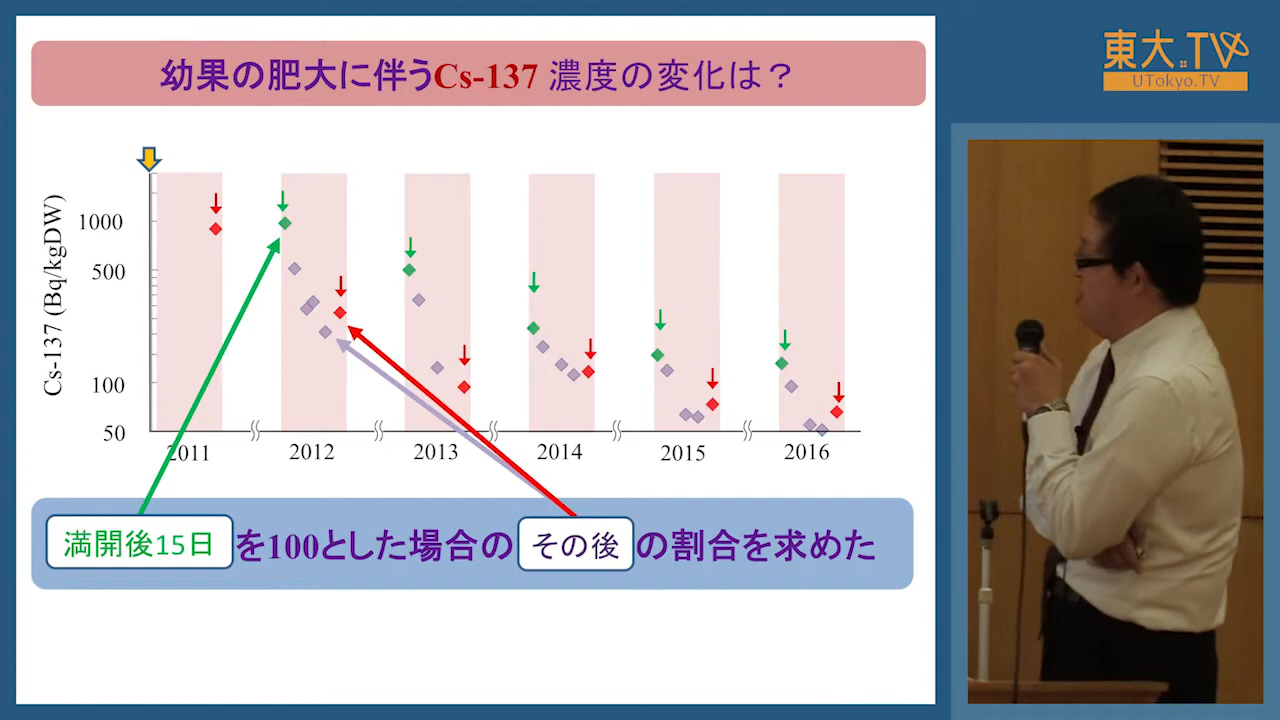 幼果の肥大に伴うCs-137 濃度の変化は？
東大.TV
UTokyo.TV
Cs-137 (Bq/kgDW)
1000
500
100
50
2011
2012
2013
2014
2015
2016
満開後15日を100とした場合のその後の割合を求めた